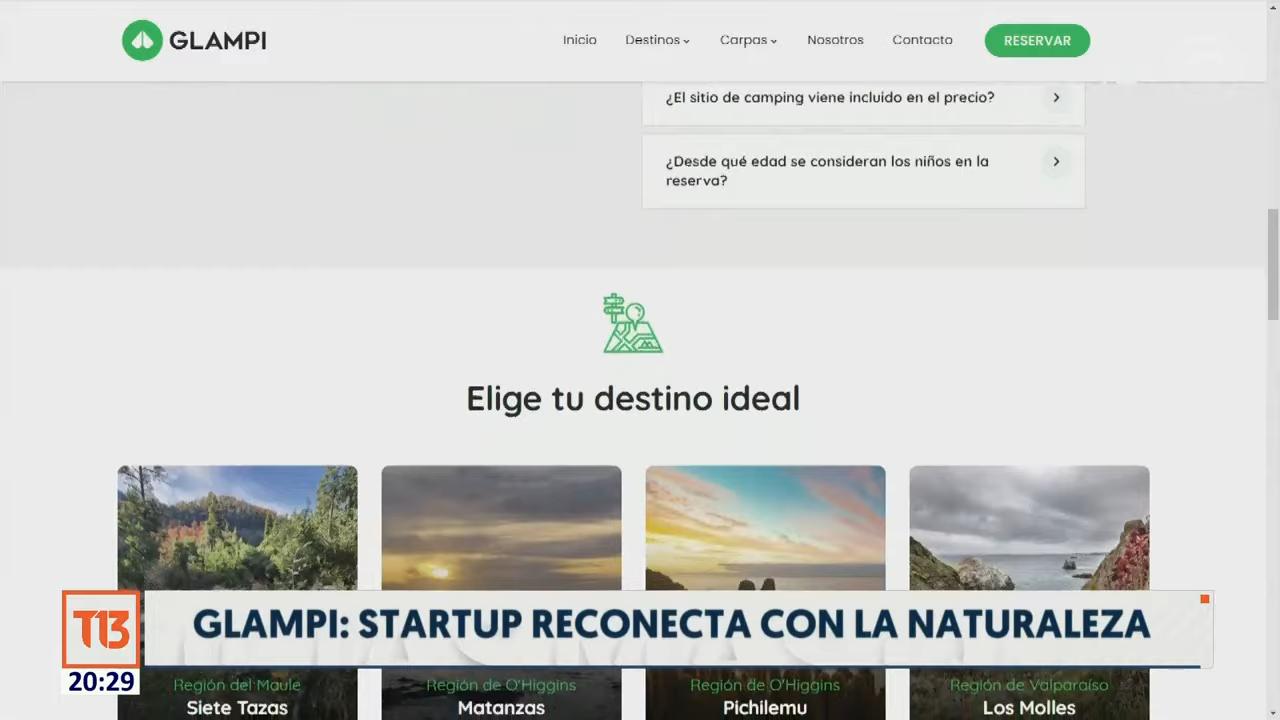 GLAMPI
Inicio
Destinos
Carpas
Nosotros
Contacto
RESERVAR
¿El sitio de camping viene incluido en el precio?
¿Desde qué edad se consideran los niños en la
reserva?
Elige tu destino ideal
T13
GLAMPI: STARTUP RECONECTA CON LA NATURALEZA
20:29
Región del Maule
Siete Tazas
Región de O'Higgins
Matanzas
Región de O'Higgins
Pichilemu
Región de Valparaíso
Los Molles